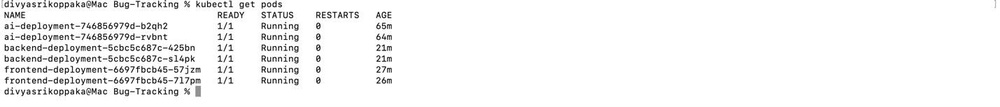 [divyasrikoppaka@Mac Bug-Tracking % kubectl get pods ]
NAME READY STATUS RESTARTS AGE
ai-deployment-746856979d-b2qh2 1/1 Running 0 65m
ai-deployment-746856979d-rvbnt 1/1 Running 0 64m
backend-deployment-5cbc5c687c-425bn 1/1 Running 0 21m
backend-deployment-5cbc5c687c-sl4pk 1/1 Running 0 21m
frontend-deployment-6697fbcb45-57jzm 1/1 Running 0 27m
frontend-deployment-6697fbcb45-7l7pm 1/1 Running 0 26m
divyasrikoppaka@Mac Bug-Tracking %